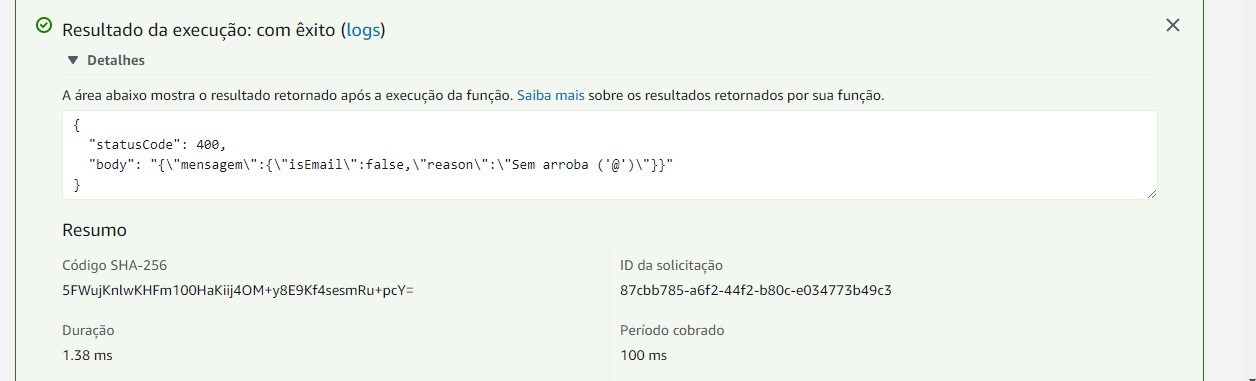 Resultado da execução: com êxito (logs)
Detalhes
A área abaixo mostra o resultado retornado após a execução da função. Saiba mais sobre os resultados retornados por sua função.
{
  "statusCode": 400,
  "body": "{\"mensagem\":{\"isEmail\":false,\"reason\":\"Sem arroba ('@')\"}}"
}
Resumo
Código SHA-256
5FWujKnlwKHFm100HaKiij4OM+y8E9Kf4sesmRu+pcY=
ID da solicitação
87cbb785-a6f2-44f2-b80c-e034773b49c3
Duração
1.38 ms
Período cobrado
100 ms